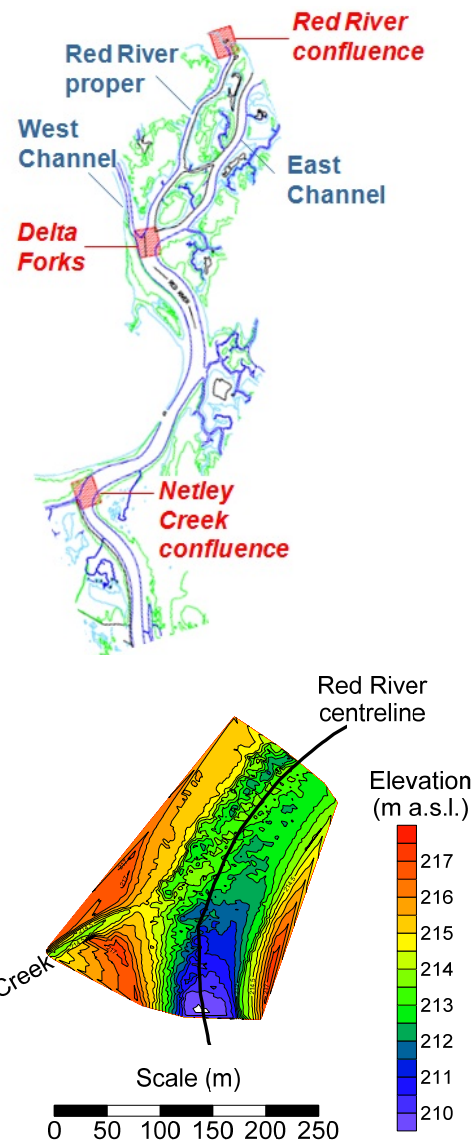 Red River
confluence
Red River
proper
West
Channel
East
Channel
Delta
Forks
Netley
Creek
confluence
Red River
centreline
Elevation
(m a.s.l.)
217
216
215
214
213
212
211
210
Creek
Scale (m)
0 50 100 150 200 250